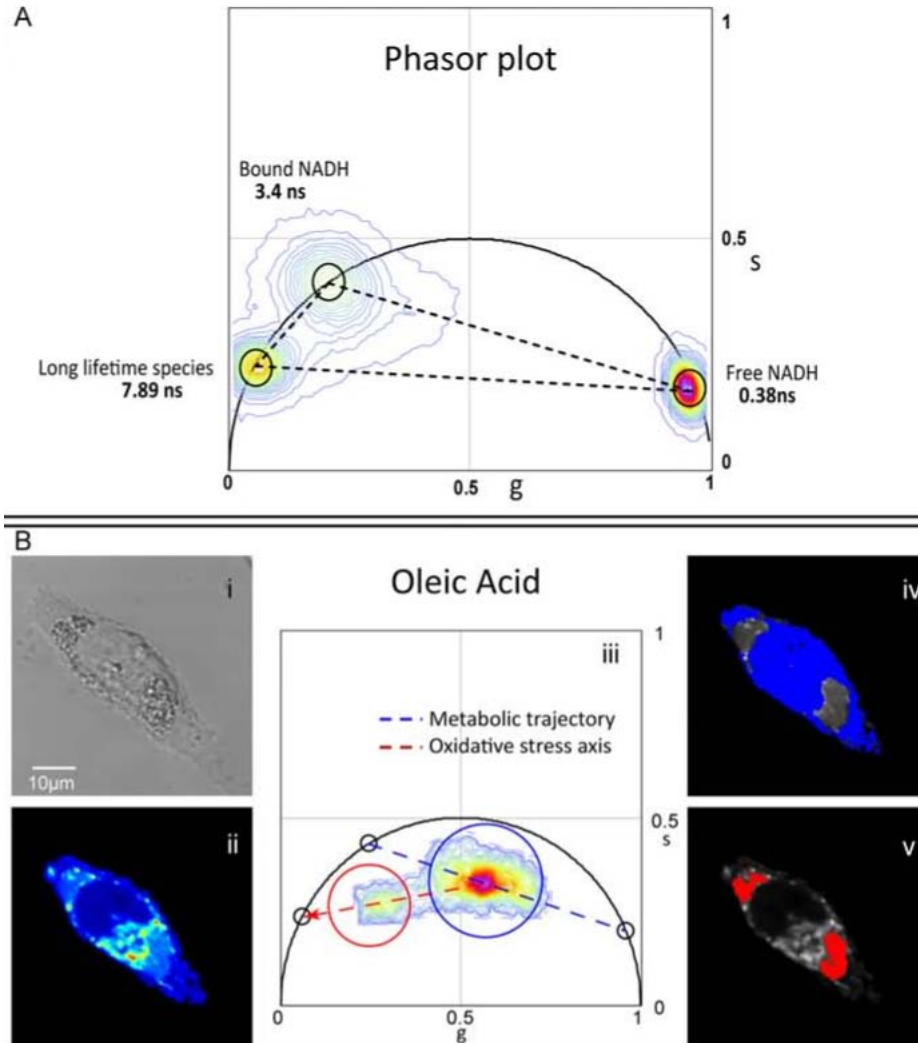 A
Phasor plot
1
Bound NADH
3.4 ns
0.5
S
Long lifetime species
7.89 ns
Free NADH
0.38ns
0
0
0.5
g
1
B
i
Oleic Acid
iv
1
iii
Metabolic trajectory
Oxidative stress axis
10μm
ii
0.5
s
v
0
0
0.5
g
1